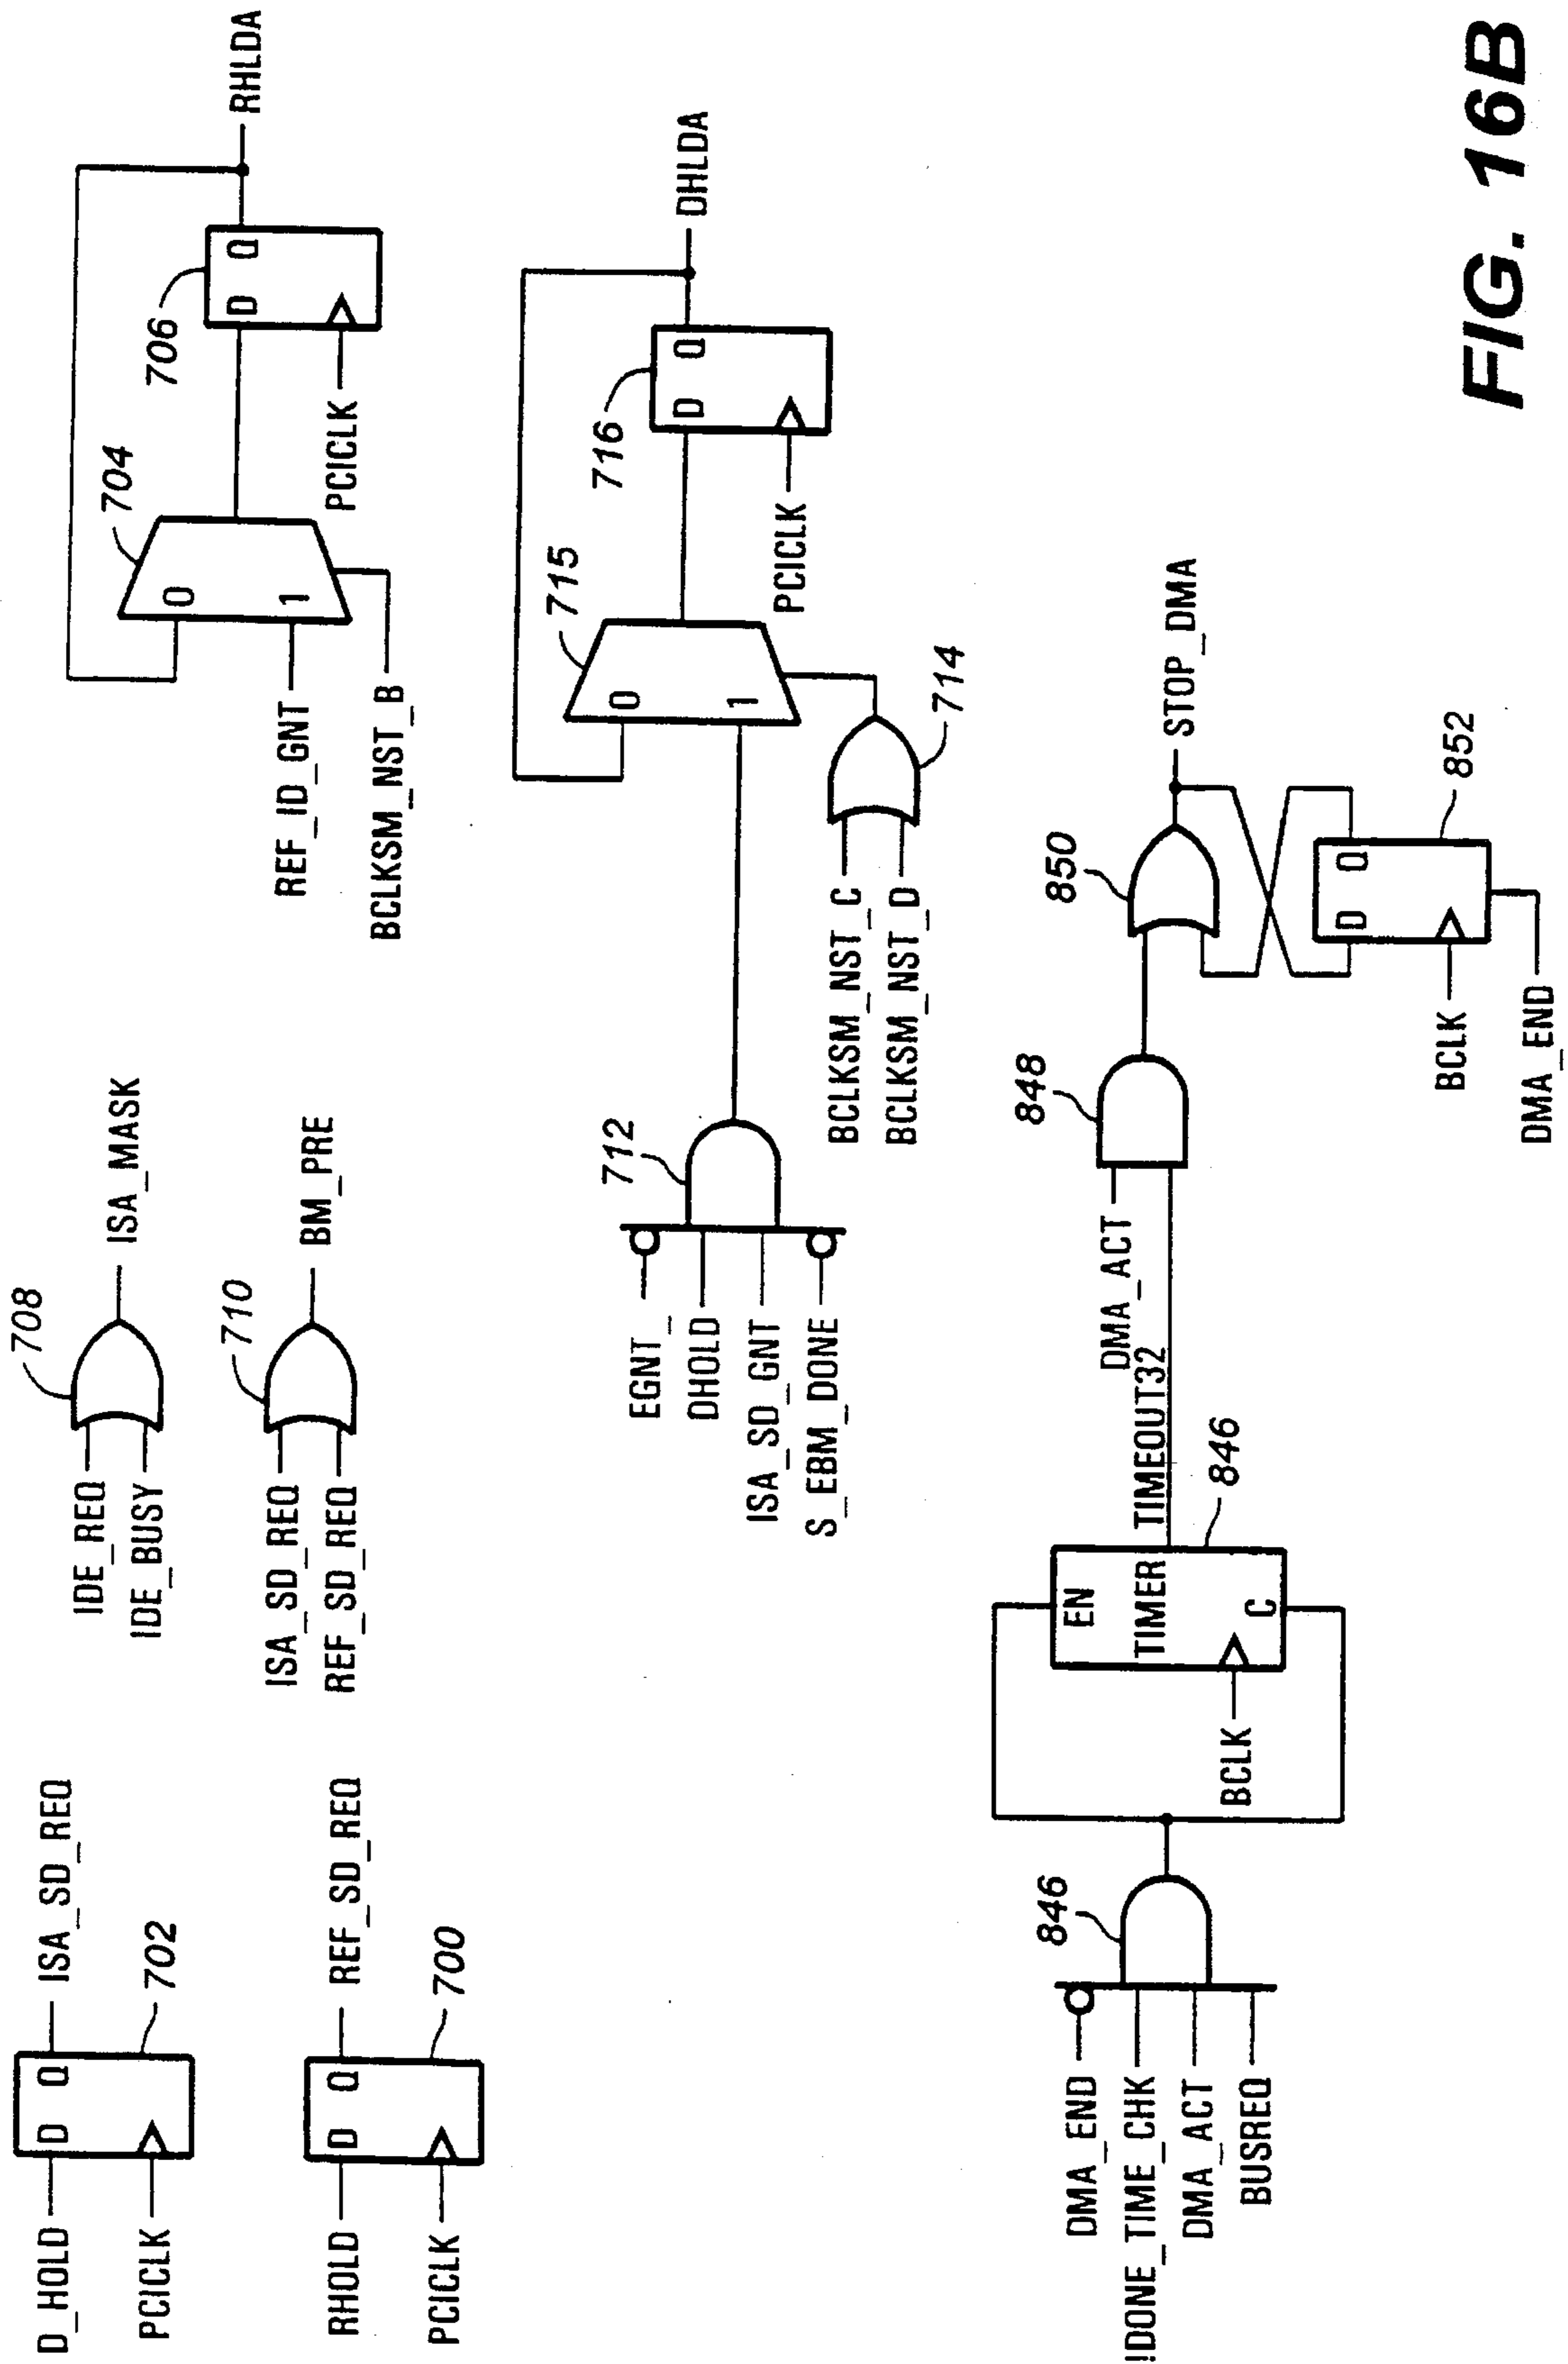 D_HOLD
D Q
ISA_SD_REQ
PCICLK
702
RHOLD
D Q
REF_SD_REQ
PCICLK
700
IDE_REQ
IDE_BUSY
708
ISA_MASK
ISA_SD_REQ
REF_SD_REQ
710
BM_PRE
REF_ID_GNT
BCLKSM_NST_B
0
1
704
PCICLK
D Q
706
RHLDA
EGNT_
DHOLD
ISA_SD_GNT
S_EBM_DONE
712
BCLKSM_NST_C
BCLKSM_NST_D
714
0
1
715
PCICLK
D Q
716
DHLDA
DMA_END
!DONE_TIME_CHK
DMA_ACT
BUSREQ
846
BCLK
EN
TIMER
C
846
TIMEOUT32
DMA_ACT
848
850
STOP_DMA
D Q
BCLK
852
DMA_END
FIG. 16B